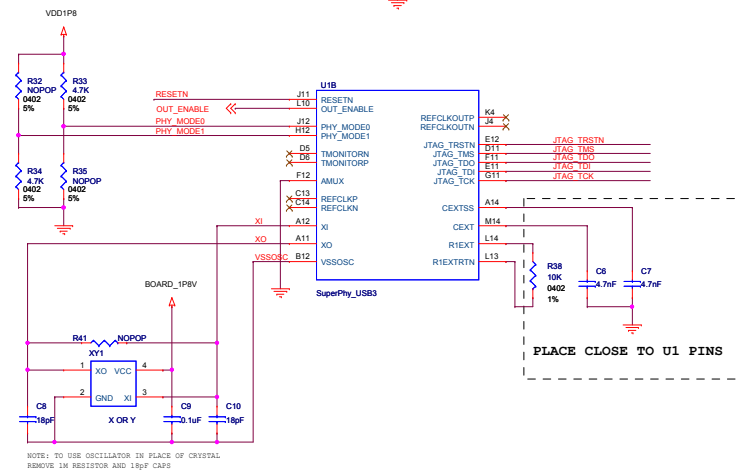 VDD1P8
R32
NOPOP
0402
5%
R33
4.7K
0402
5%
R34
4.7K
0402
5%
R35
NOPOP
0402
5%
RESETN
OUT_ENABLE
PHY_MODE0
PHY_MODE1
XI
XO
VSSOSC
U1B
J11
L10
J12
H12
D5
D6
F12
C13
C14
A12
A11
B12
RESETN
OUT_ENABLE
PHY_MODE0
PHY_MODE1
TMONITORN
TMONITORP
AMUX
REFCLKP
REFCLKN
XI
XO
VSSOSC
REFCLKOUTP
REFCLKOUTN
JTAG_TRSTN
JTAG_TMS
JTAG_TDO
JTAG_TDI
JTAG_TCK
CEXTSS
CEXT
R1EXT
R1EXTRTN
K4
J4
E12
D11
F11
E11
G11
A14
M14
L14
L13
JTAG_TRSTN
JTAG_TMS
JTAG_TDO
JTAG_TDI
JTAG_TCK
SuperPhy_USB3
R38
10K
0402
1%
C6
4.7nF
C7
4.7nF
PLACE CLOSE TO U1 PINS
BOARD_1P8V
R41
NOPOP
XY1
1
XO
VCC
4
2
GND
XI
3
X OR Y
C8
18pF
C9
0.1uF
C10
18pF
NOTE: TO USE OSCILLATOR IN PLACE OF CRYSTAL
REMOVE 1M RESISTOR AND 18pF CAPS